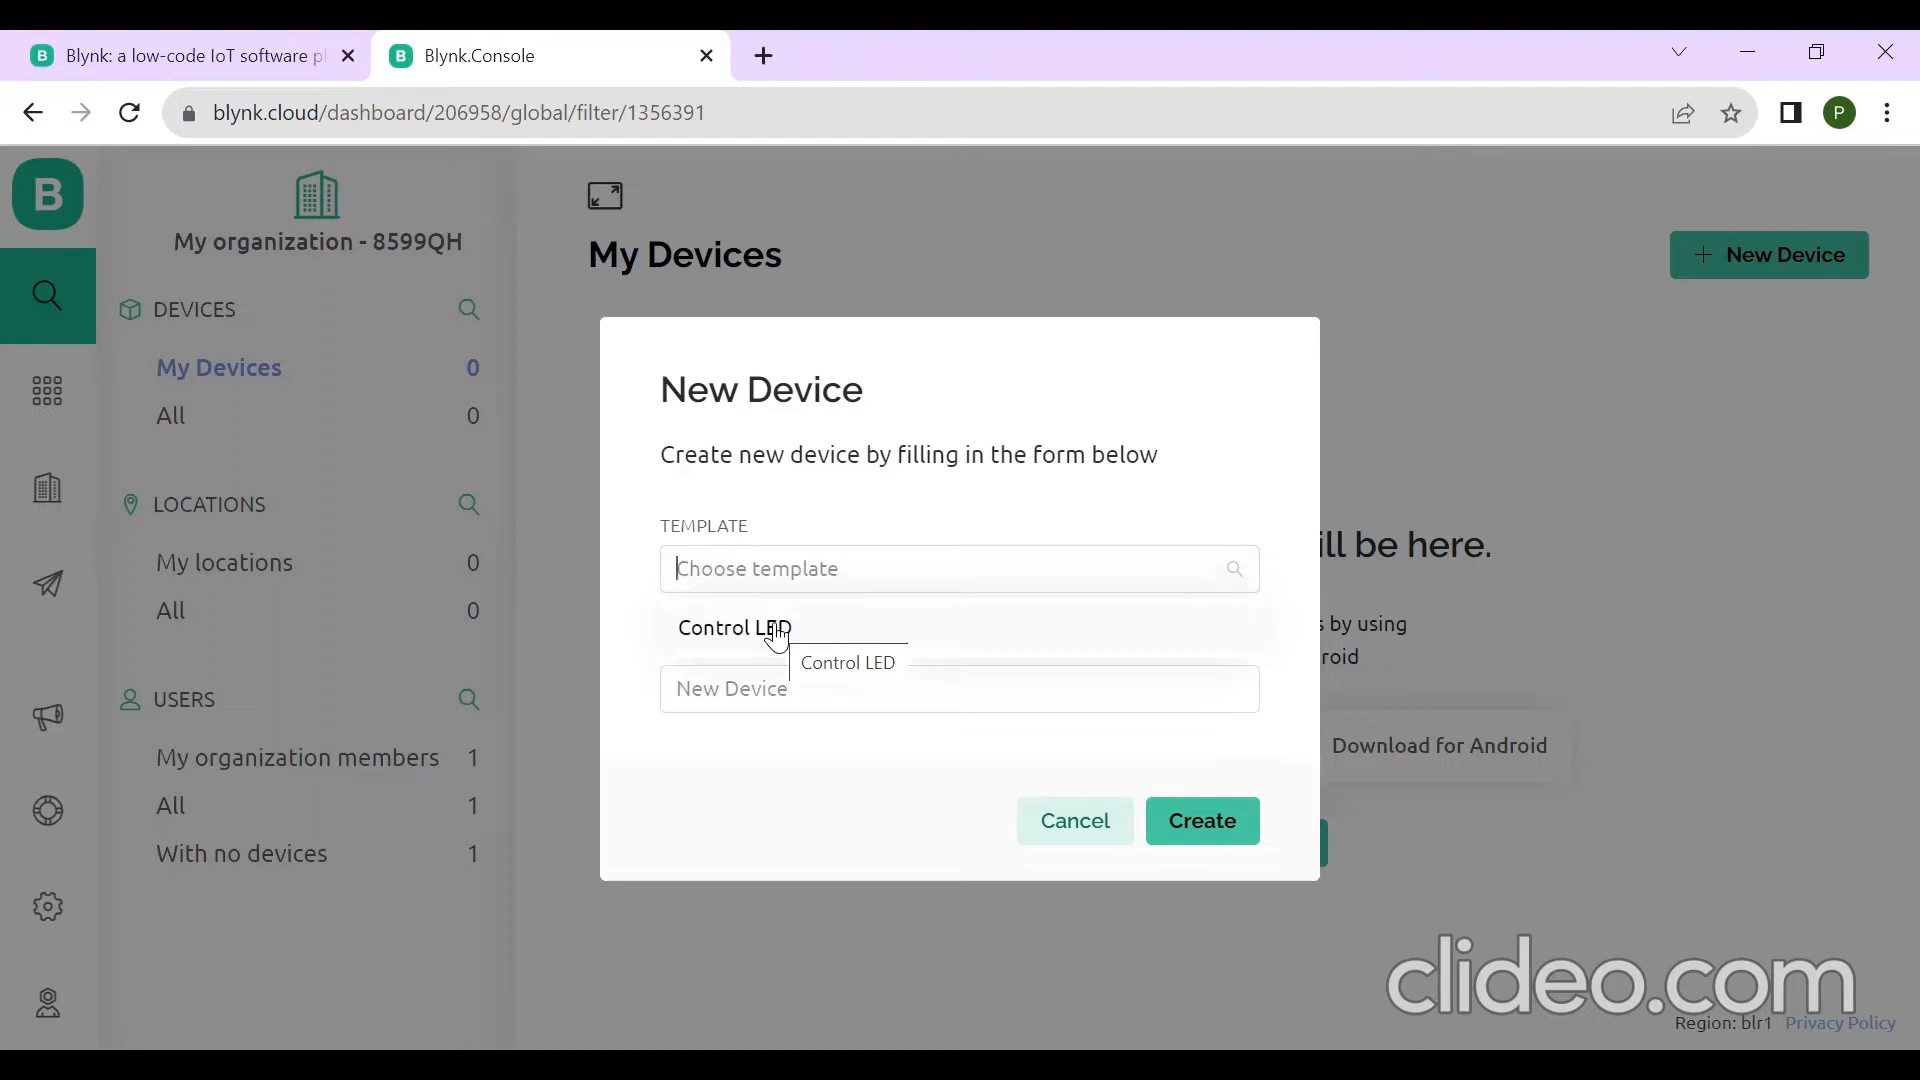 Blynk: a low-code IoT software pl
Blynk.Console
blynk.cloud/dashboard/206958/global/filter/1356391
P
B
My organization - 8599QH
DEVICES
My Devices 0
All 0
LOCATIONS
My locations 0
All 0
USERS
My organization members 1
All 1
With no devices 1
My Devices
New Device
ill be here.
s by using
roid
Download for Android
New Device
Create new device by filling in the form below
TEMPLATE
Choose template
Control LED
Control LED
New Device
Cancel
Create
clideo.com
Region: blr1 Privacy Policy